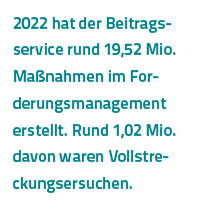 2022 hat der Beitrags-
service rund 19,52 Mio.
Maßnahmen im For-
derungsmanagement
erstellt. Rund 1,02 Mio.
davon waren Vollstre-
ckungsersuchen.